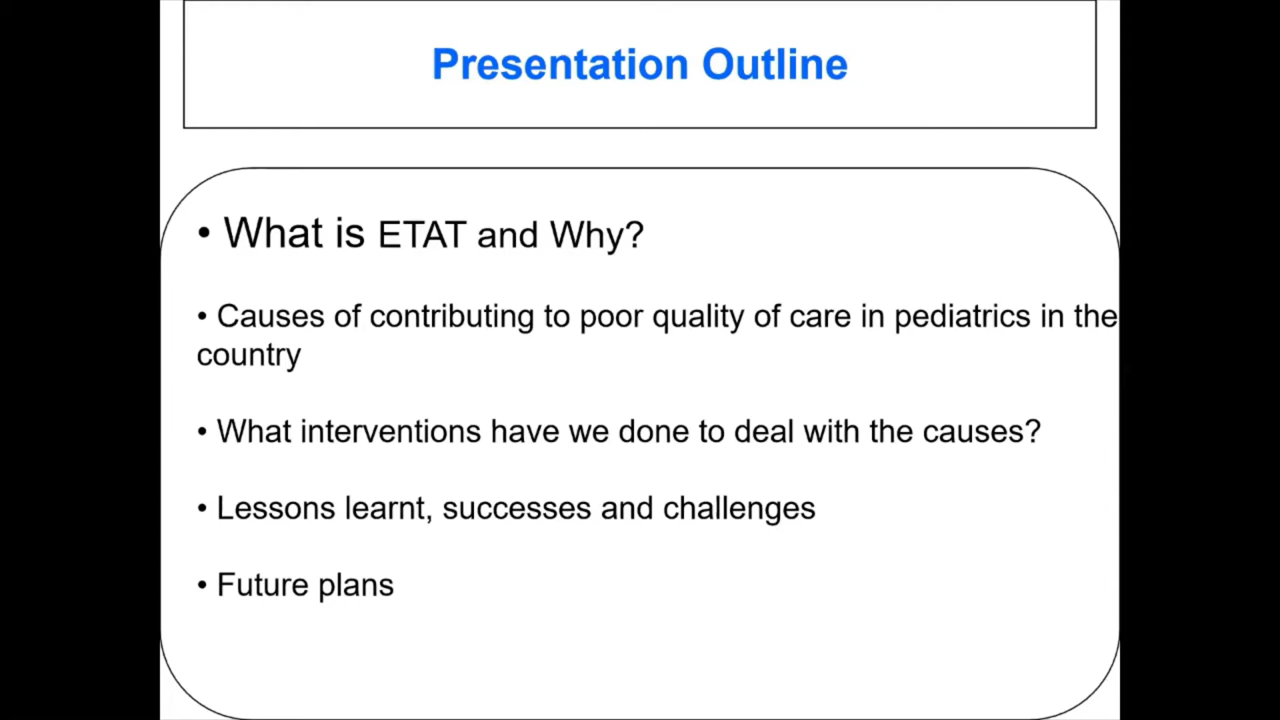 Presentation Outline
• What is ETAT and Why?
• Causes of contributing to poor quality of care in pediatrics in the
country
• What interventions have we done to deal with the causes?
• Lessons learnt, successes and challenges
• Future plans